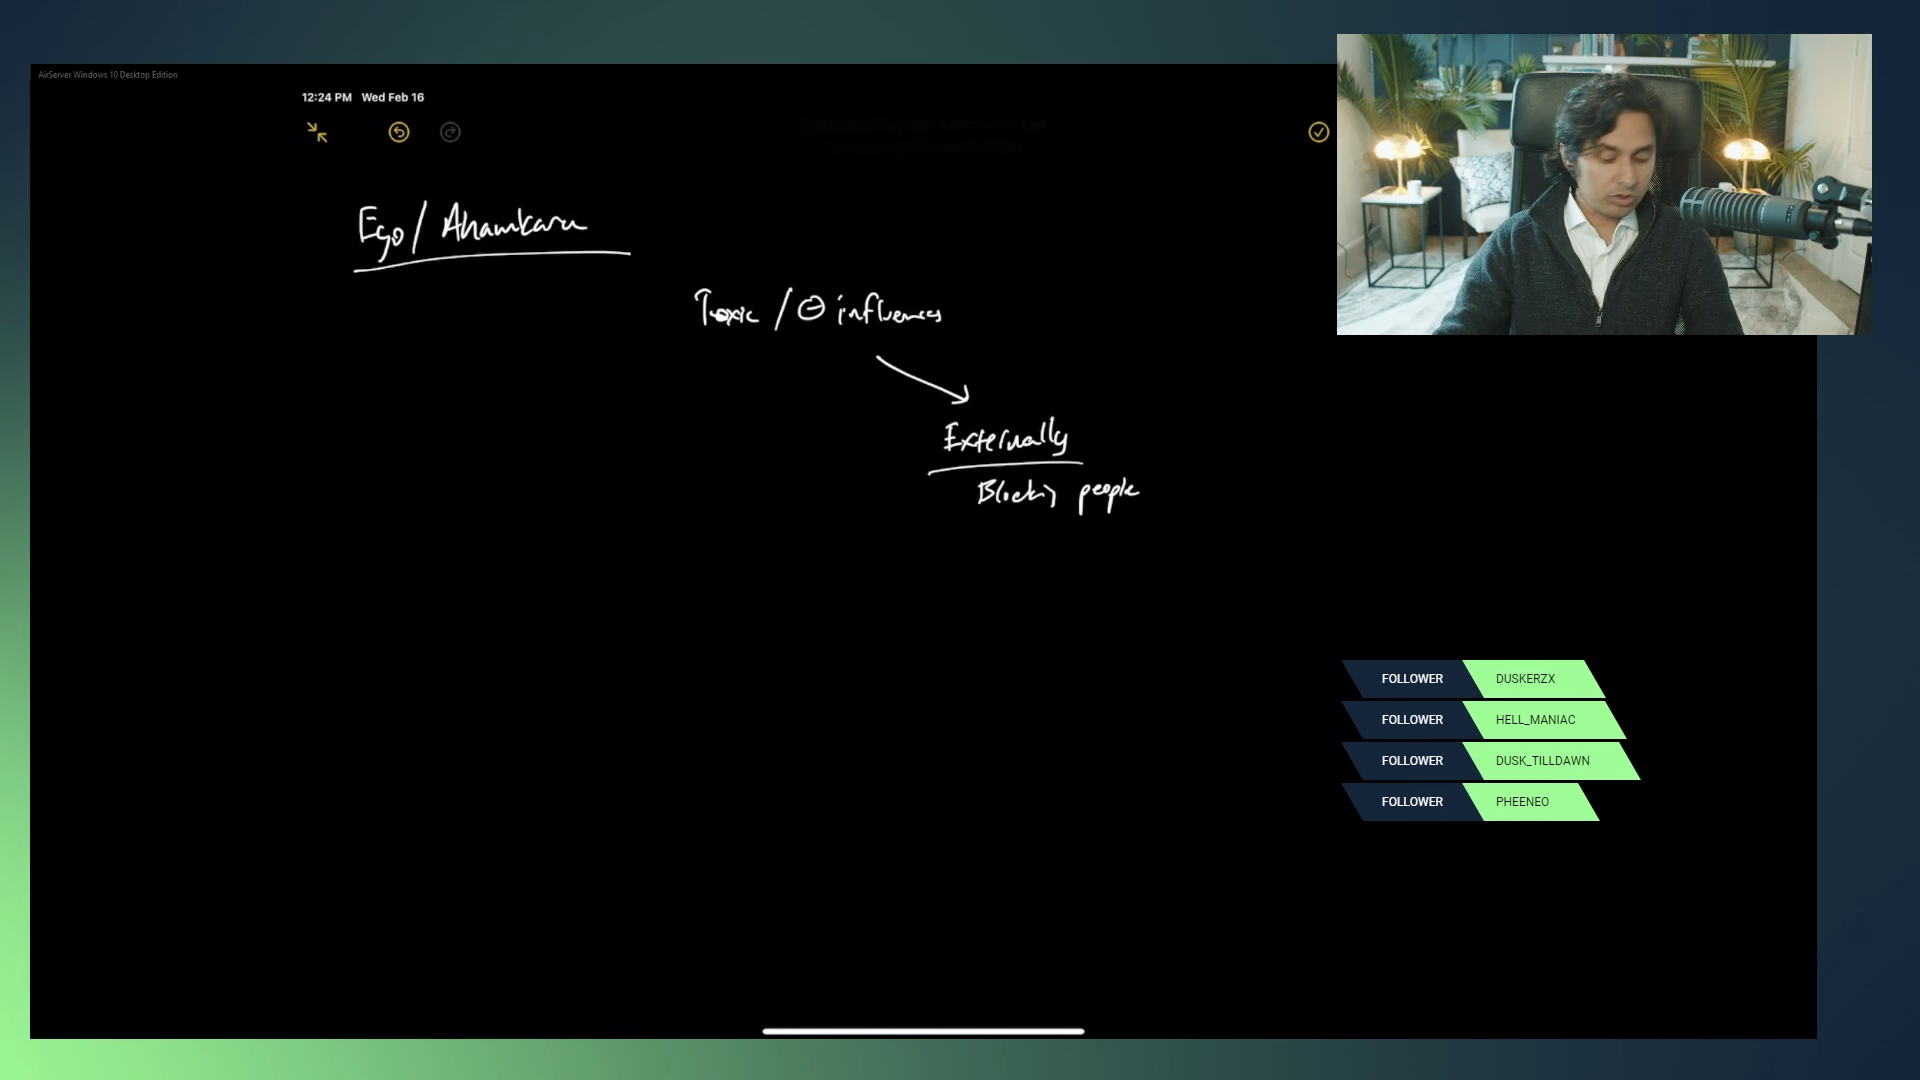 AirServer Windows 10 Desktop Edition
12:24 PM Wed Feb 16
Ego / Ahamkara
Toxic / ⊖ influences
Externally
Blocking people
FOLLOWER DUSKERZX
FOLLOWER HELL_MANIAC
FOLLOWER DUSK_TILLDAWN
FOLLOWER PHEENEO